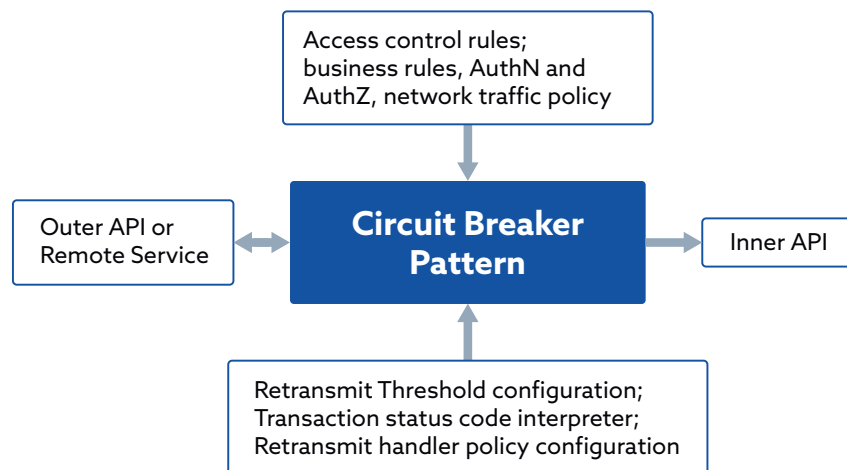 Access control rules;
business rules, AuthN and
AuthZ, network traffic policy
Outer API or
Remote Service
Circuit Breaker
Pattern
Inner API
Retransmit Threshold configuration;
Transaction status code interpreter;
Retransmit handler policy configuration